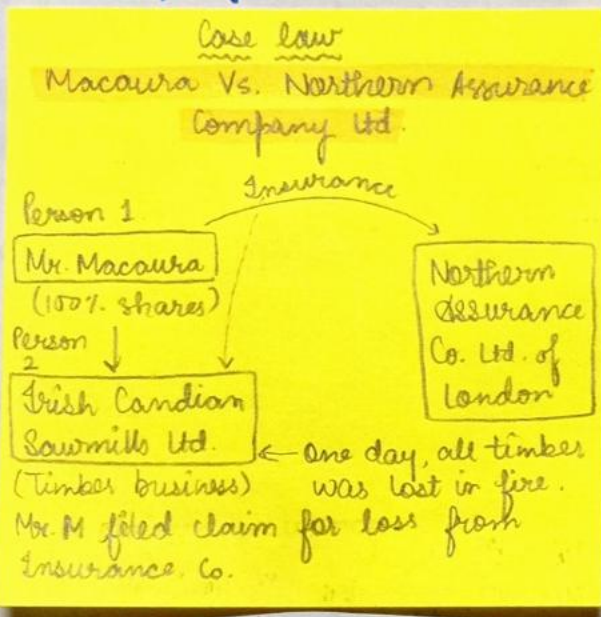 Case law
Macaura Vs. Northern Assurance
Company Ltd.
Insurance
Person 1
Mr. Macaura
(100% shares)
Person
2
Irish Candian
Sawmills Ltd.
(Timber business)
Northern
Assurance
Co. Ltd. of
London
← One day, all timber
was lost in fire.
Mr. M filed claim for loss from
Insurance Co.